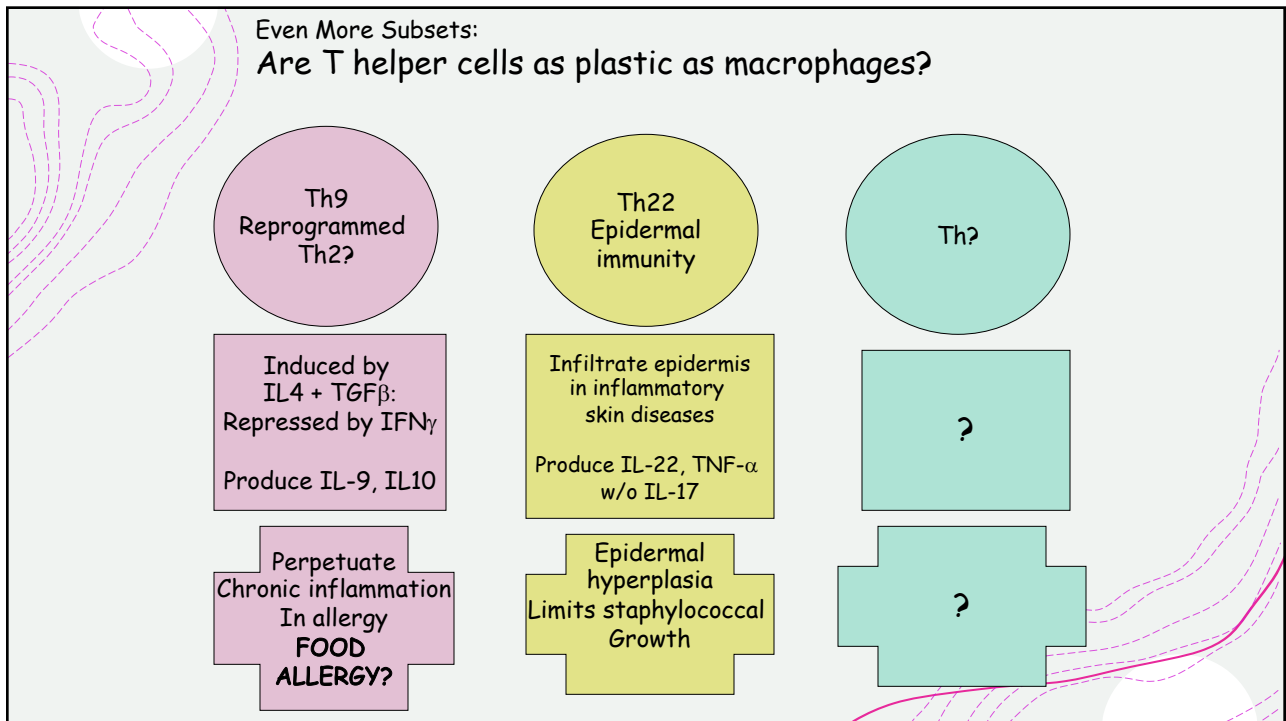 Even More Subsets:
Are T helper cells as plastic as macrophages?
Th9
Reprogrammed
Th2?
Induced by
IL4 + TGFβ:
Repressed by IFNγ
Produce IL-9, IL10
Perpetuate
Chronic inflammation
In allergy
FOOD
ALLERGY?
Th22
Epidermal
immunity
Infiltrate epidermis
in inflammatory
skin diseases
Produce IL-22, TNF-α
w/o IL-17
Epidermal
hyperplasia
Limits staphylococcal
Growth
Th?
?
?